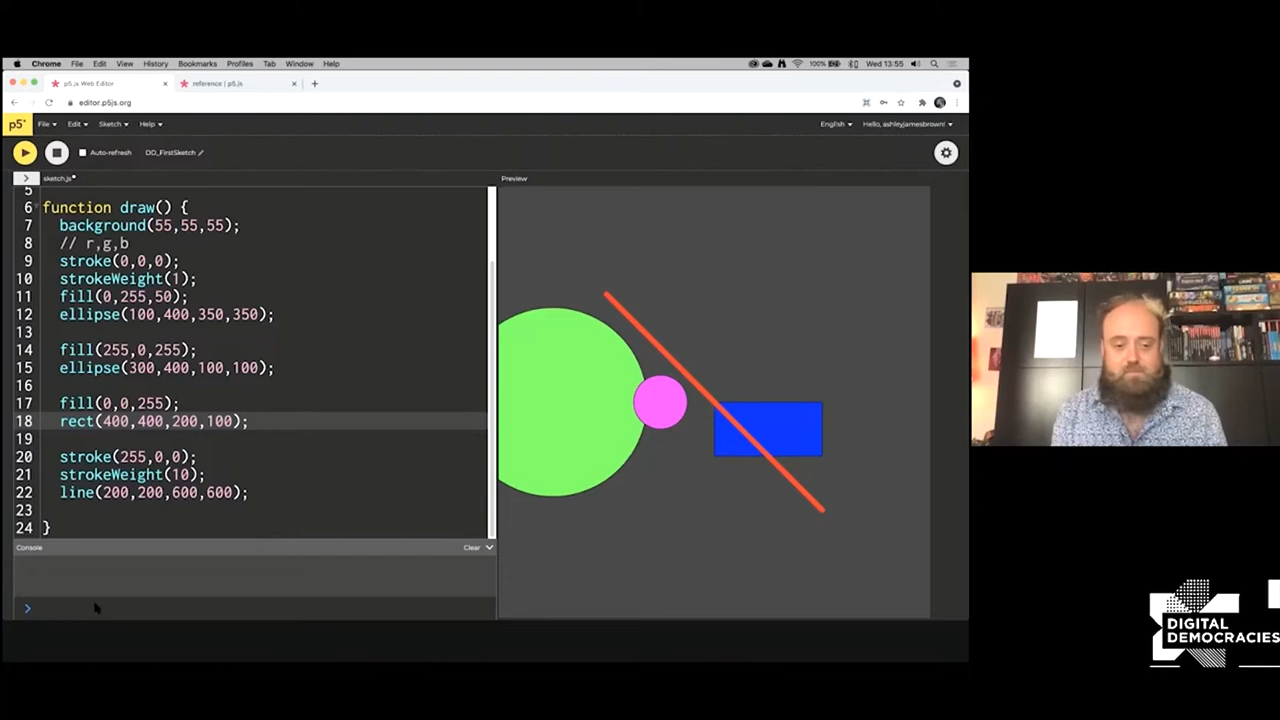 Chrome File Edit View History Bookmarks Profiles Tab Window Help 100% Wed 13:55
p5.js Web Editor × reference | p5.js × +
editor.p5js.org
p5* File Edit Sketch Help English Hello, ashleyjamesbrown!
Auto-refresh DD_FirstSketch
sketch.js* Preview
5
6 function draw() {
7 background(55,55,55);
8 // r,g,b
9 stroke(0,0,0);
10 strokeWeight(1);
11 fill(0,255,50);
12 ellipse(100,400,350,350);
13
14 fill(255,0,255);
15 ellipse(300,400,100,100);
16
17 fill(0,0,255);
18 rect(400,400,200,100);
19
20 stroke(255,0,0);
21 strokeWeight(10);
22 line(200,200,600,600);
23
24 }
Console Clear
>
DIGITAL
DEMOCRACIES